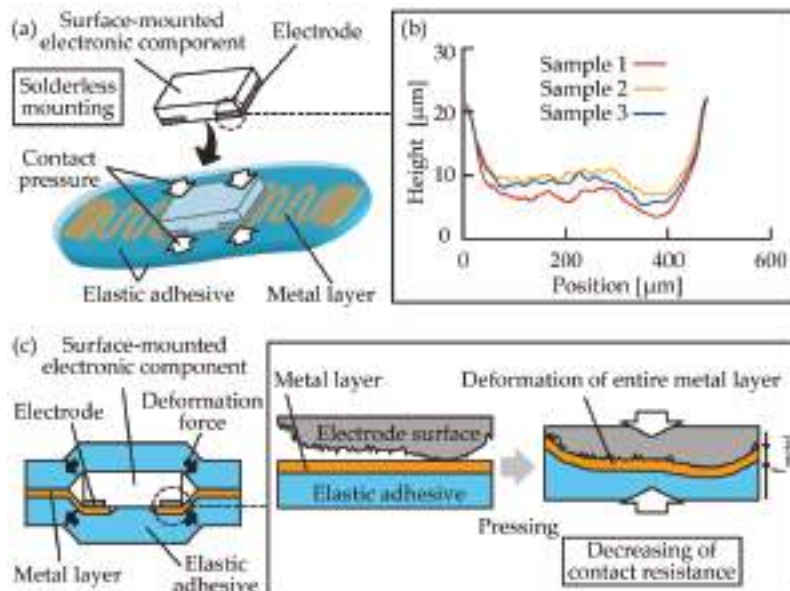 (a)
Surface-mounted
electronic component
Electrode
Solderless
mounting
Contact
pressure
Elastic adhesive
Metal layer
(b)
Height [μm]
30
20
10
0
Sample 1
Sample 2
Sample 3
0
200
400
600
Position [μm]
(c)
Surface-mounted
electronic component
Electrode
Deformation
force
Metal layer
Elastic
adhesive
Metal layer
Electrode surface
Elastic adhesive
Pressing
Deformation of entire metal layer
Decreasing of
contact resistance